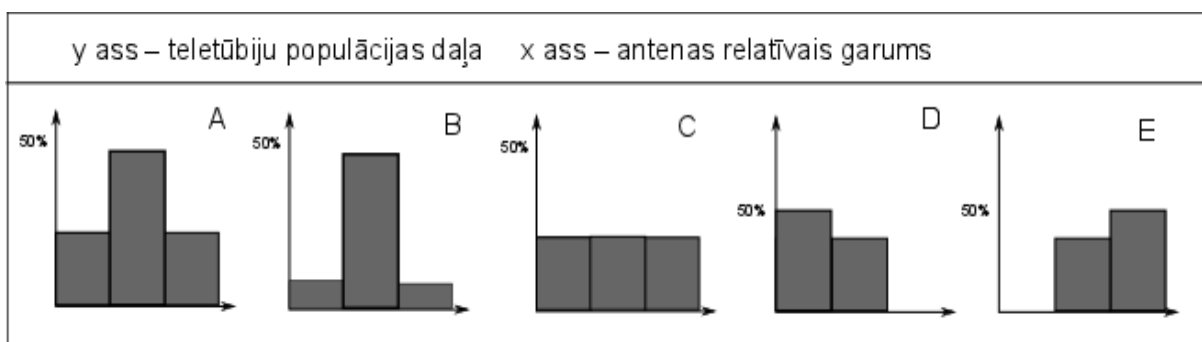 y ass – teletūbiju populācijas daļa x ass – antenas relatīvais garums
A B C D E
50% 50% 50% 50% 50%